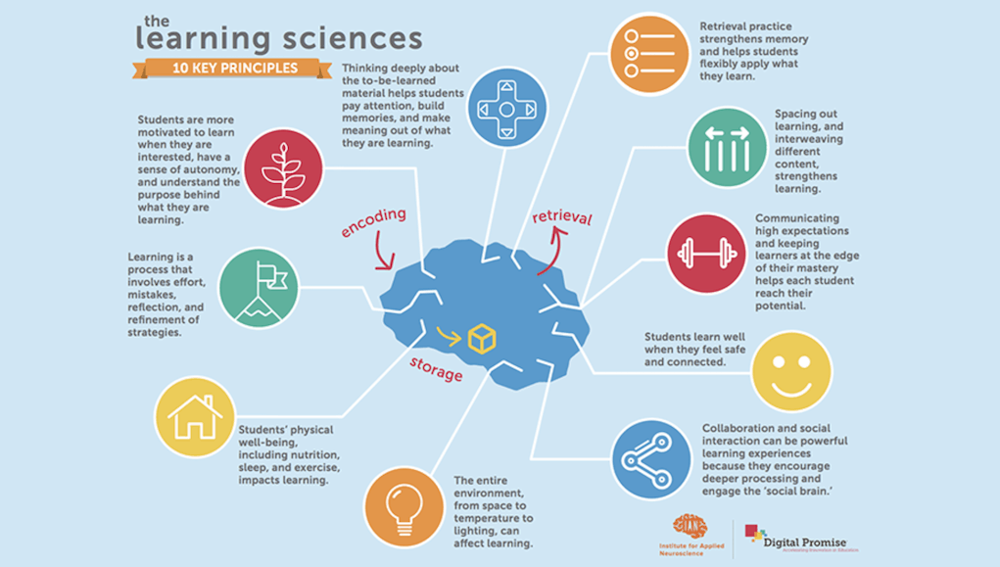 the
learning sciences
10 KEY PRINCIPLES
Thinking deeply about
the to-be-learned
material helps students
pay attention, build
memories, and make
meaning out of what
they are learning.
Retrieval practice
strengthens memory
and helps students
flexibly apply what
they learn.
Students are more
motivated to learn
when they are
interested, have a
sense of autonomy,
and understand the
purpose behind
what they are
learning.
Spacing out
learning, and
interweaving
different
content,
strengthens
learning.
encoding
retrieval
storage
Communicating
high expectations
and keeping
learners at the edge
of their mastery
helps each student
reach their
potential.
Learning is a
process that
involves effort,
mistakes,
reflection, and
refinement of
strategies.
Students learn well
when they feel safe
and connected.
Students' physical
well-being,
including nutrition,
sleep, and exercise,
impacts learning.
Collaboration and social
interaction can be powerful
learning experiences
because they encourage
deeper processing and
engage the 'social brain.'
The entire
environment,
from space to
temperature to
lighting, can
affect learning.
IAN
Institute for Applied
Neuroscience
Digital Promise
Accelerating Innovation in Education